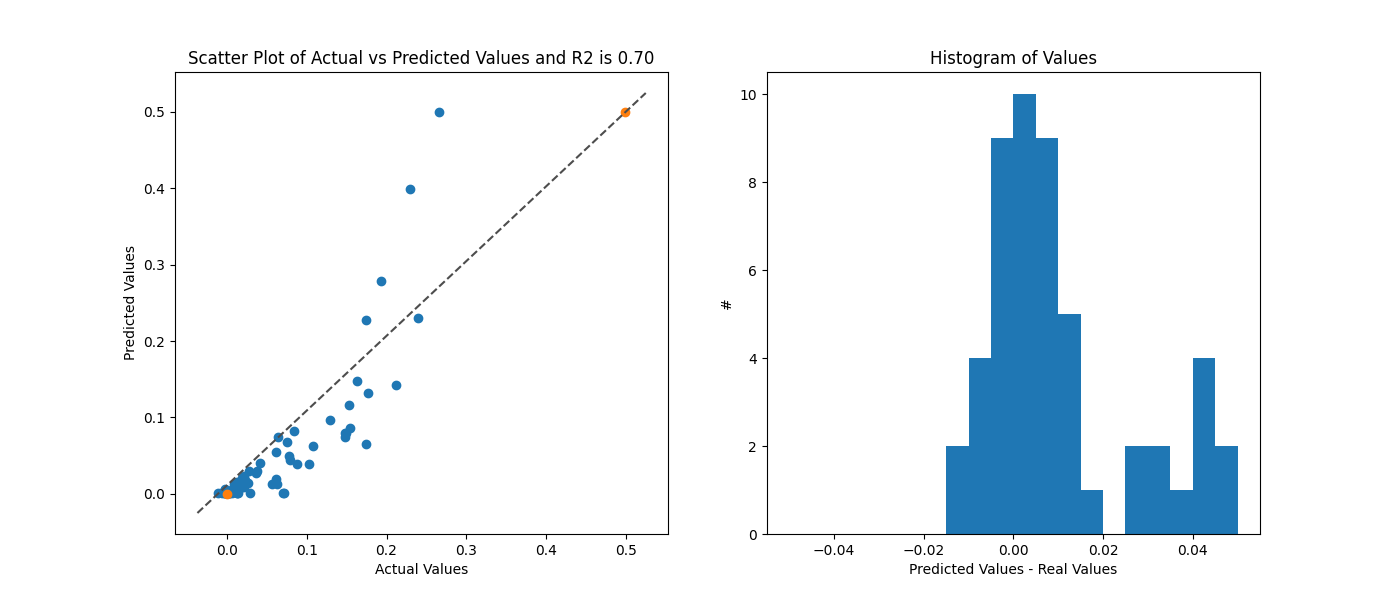 Scatter Plot of Actual vs Predicted Values and R2 is 0.70
Predicted Values
0.5
0.4
0.3
0.2
0.1
0.0
0.0 0.1 0.2 0.3 0.4 0.5
Actual Values
Histogram of Values
#
10
8
6
4
2
0
−0.04 −0.02 0.00 0.02 0.04
Predicted Values - Real Values